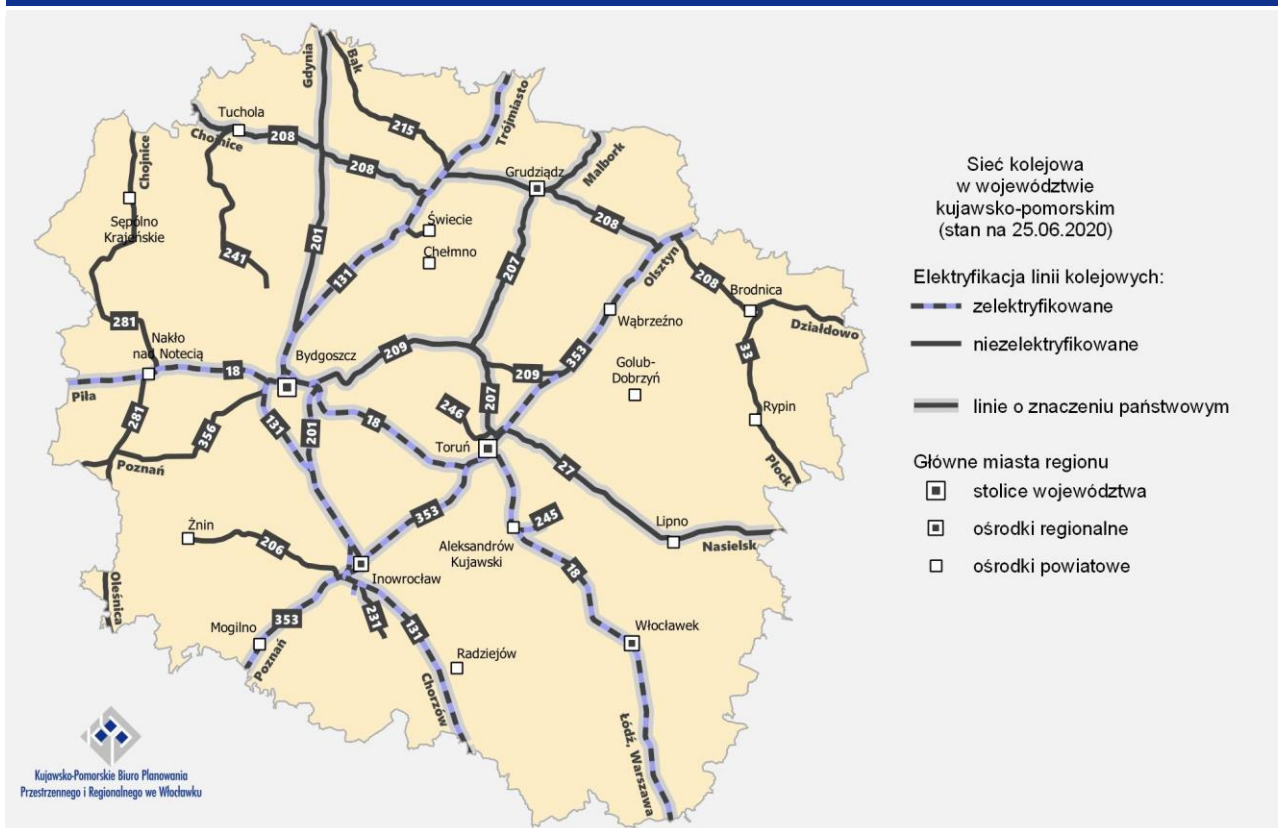 Gdynia
Bąk
Trójmiasto
Tuchola
Chojnice
208
215
Chojnice
208
Grudziądz
Malbork
Sępólno
Krajeńskie
201
Świecie
Chełmno
208
241
131
207
Olsztyn
208
Brodnica
Działdowo
281
Nakło
nad Notecią
Wąbrzeźno
33
18
Bydgoszcz
209
353
Golub-
Dobrzyń
209
Piła
281
356
131
201
18
246
207
Rypin
Toruń
Poznań
27
Płock
353
245
Lipno
Nasielsk
Żnin
206
Aleksandrów
Kujawski
18
Inowrocław
Oleśnica
353
231
131
Włocławek
Mogilno
Poznań
Radziejów
Chorzów
Łódź, Warszawa
Sieć kolejowa
w województwie
kujawsko-pomorskim
(stan na 25.06.2020)
Elektryfikacja linii kolejowych:
zelektryfikowane
niezelektryfikowane
linie o znaczeniu państwowym
Główne miasta regionu
stolice województwa
ośrodki regionalne
ośrodki powiatowe
Kujawsko-Pomorskie Biuro Planowania
Przestrzennego i Regionalnego we Włocławku